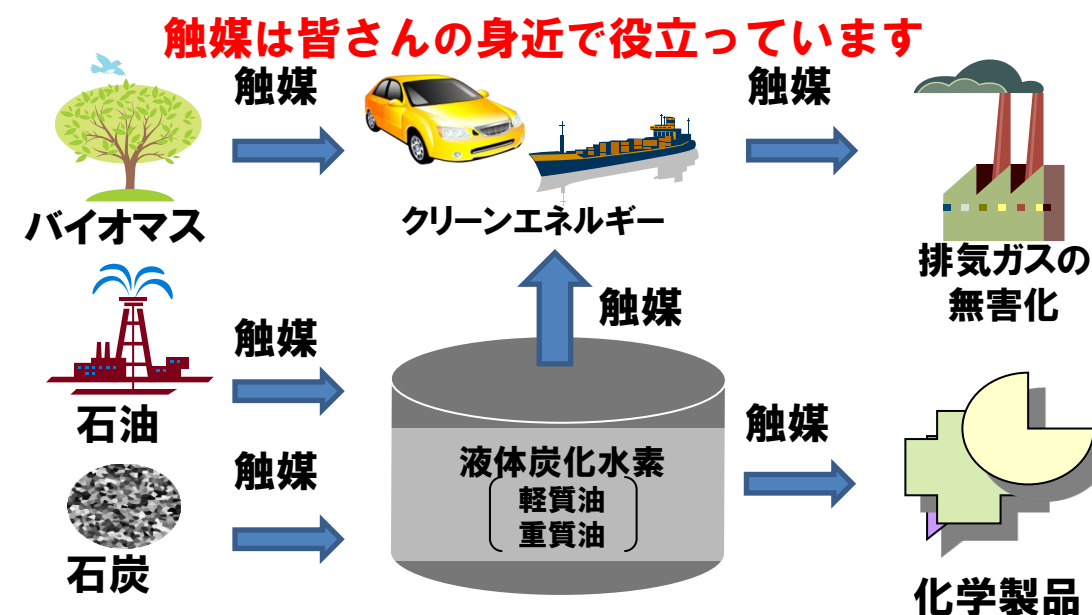 触媒は皆さんの身近で役立っています
触媒
触媒
バイオマス
クリーンエネルギー
排気ガスの
無害化
触媒
触媒
石油
触媒
触媒
液体炭化水素
軽質油
重質油
石炭
化学製品